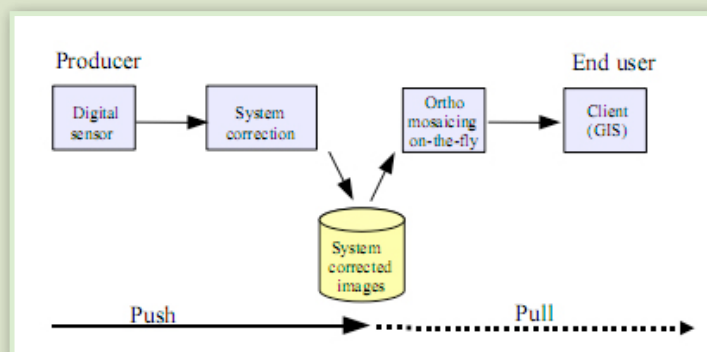 Producer
End user
Digital
sensor
System
correction
Ortho
mosaicing
on-the-fly
Client
(GIS)
System
corrected
images
Push
Pull